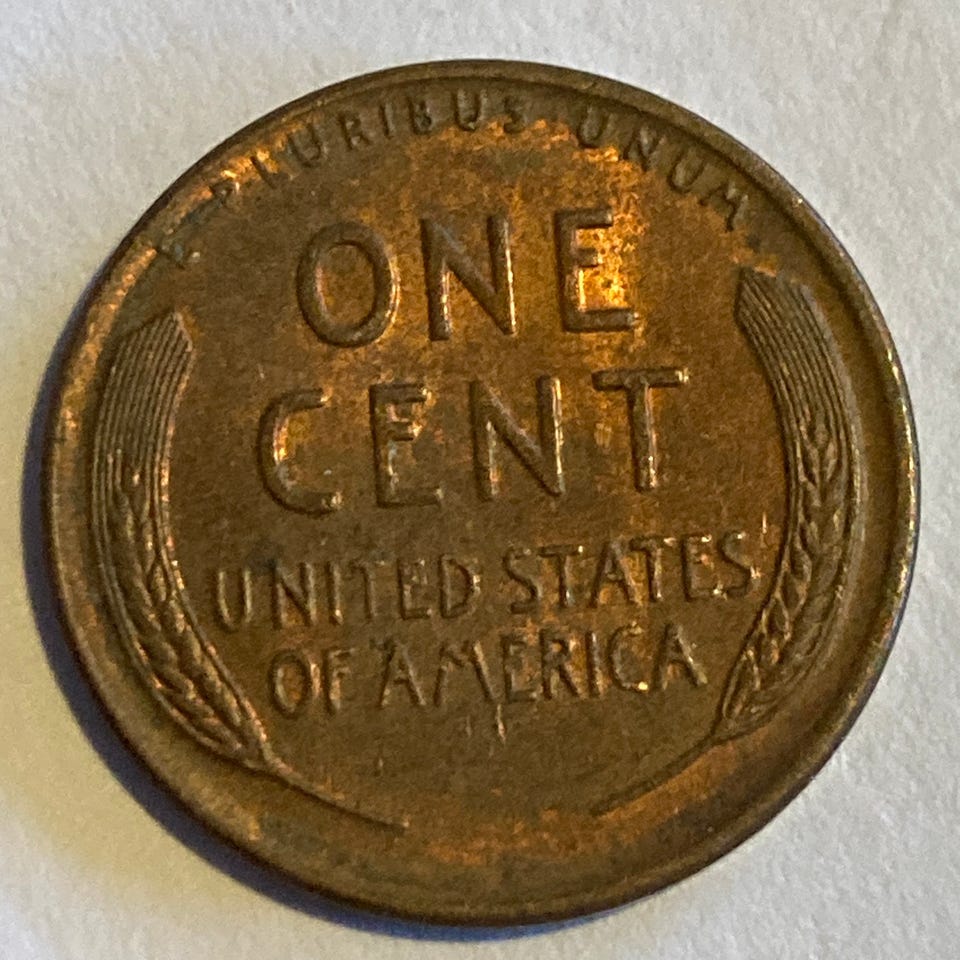 E·PLURIBUS·UNUM
ONE
CENT
UNITED STATES
OF AMERICA